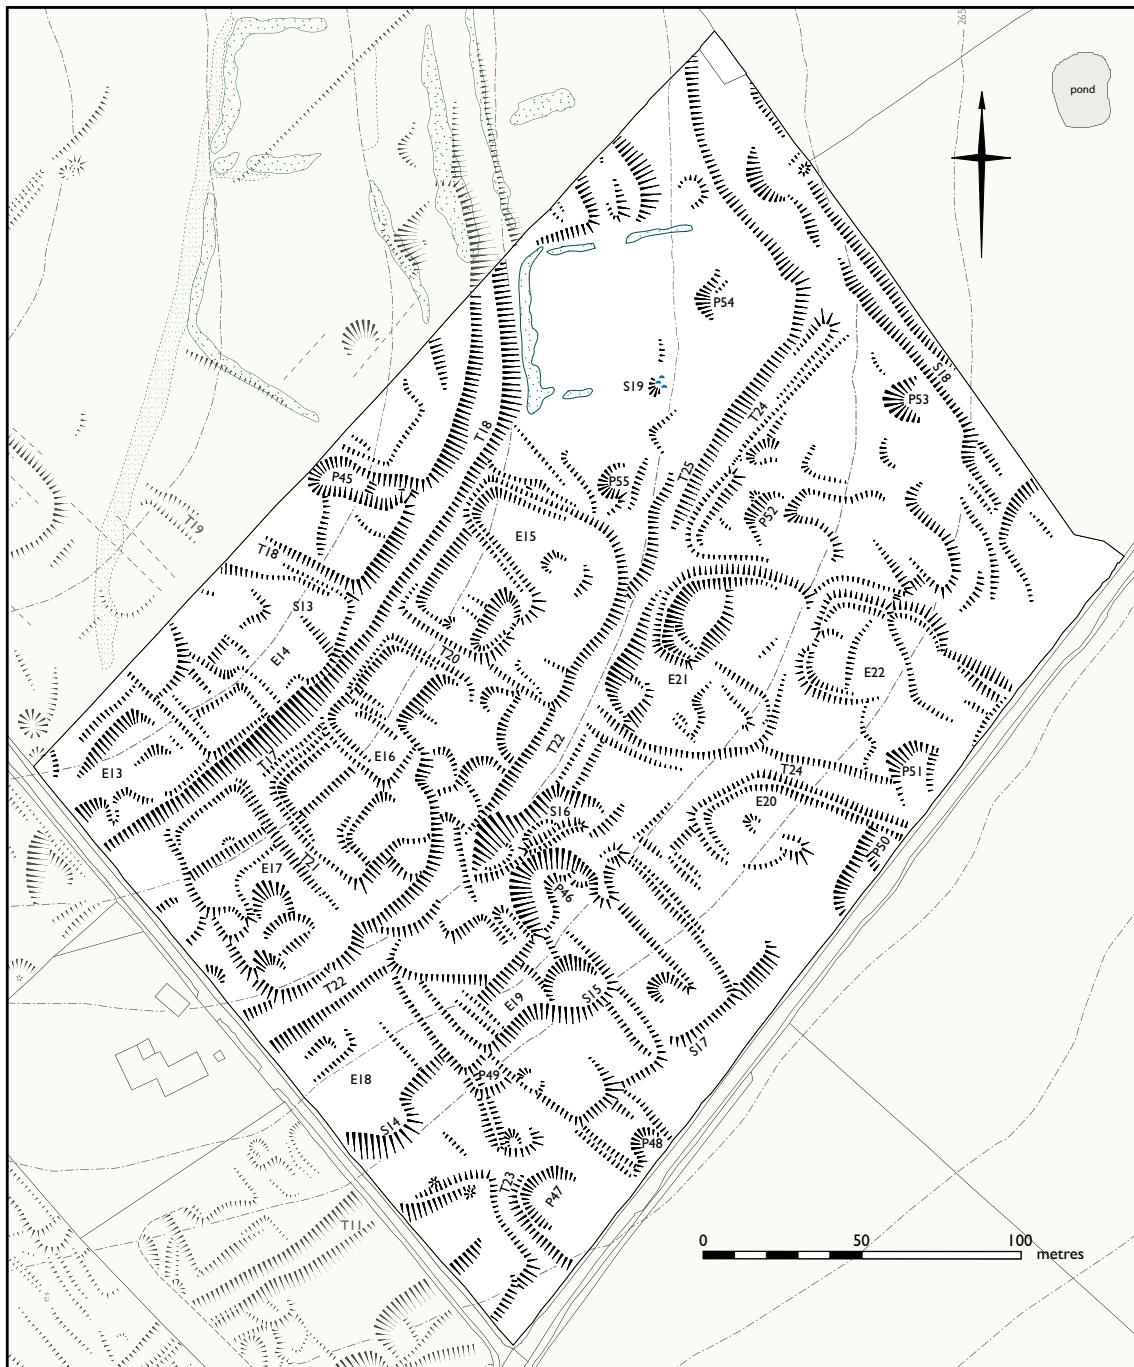 265
pond
P54
S19
S18
P53
T24
T18
T25
P45
P55
P52
T19
E15
T18
S13
E14
T20
E21
E22
T22
T17
E16
E13
T24
P51
E20
S16
P50
E17
T21
P46
T22
E19
S15
S17
E18
P49
S14
P48
T23
P47
T11
0 50 100 metres